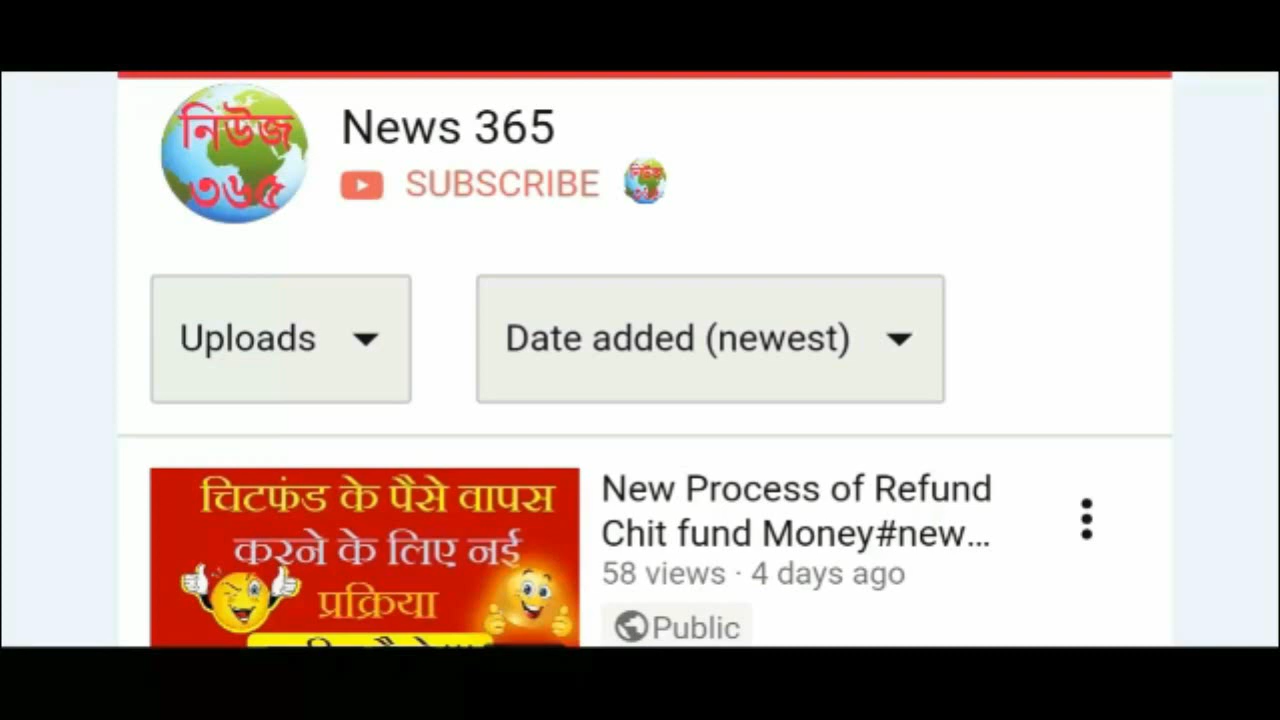 নিউজ
৩৬৫
News 365
SUBSCRIBE
Uploads
Date added (newest)
चिटफंड के पैसे वापस
करने के लिए नई
प्रक्रिया
New Process of Refund
Chit fund Money#new...
58 views · 4 days ago
Public